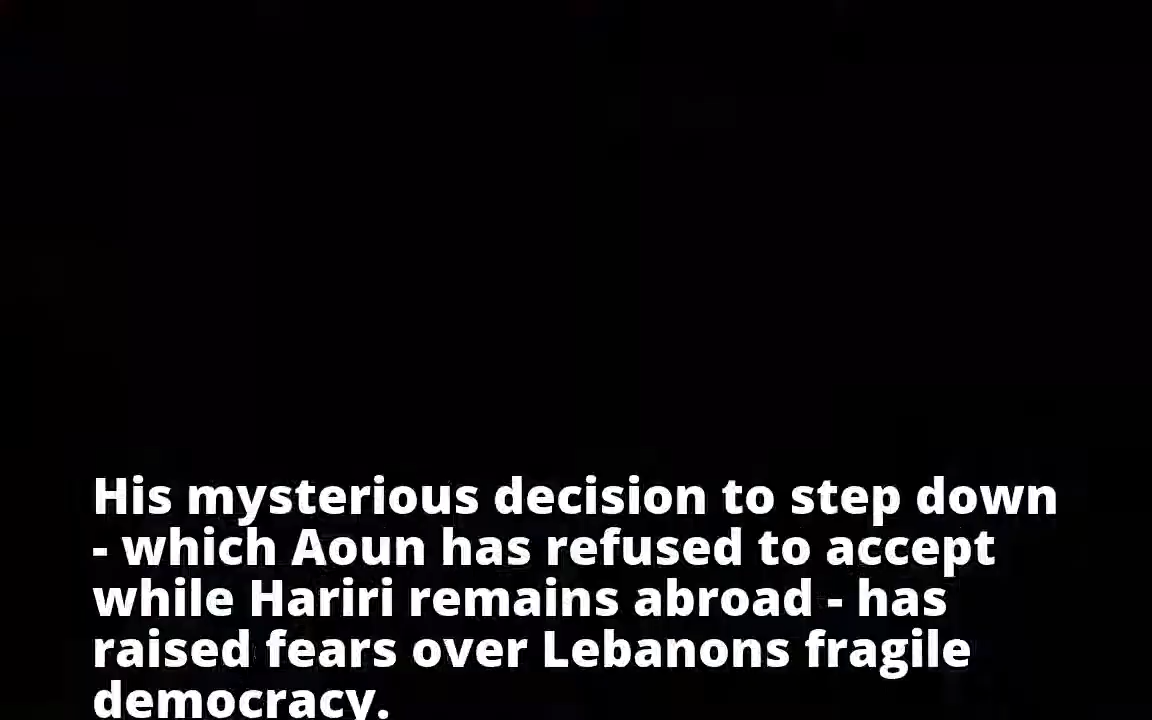 His mysterious decision to step down
- which Aoun has refused to accept
while Hariri remains abroad - has
raised fears over Lebanons fragile
democracy.